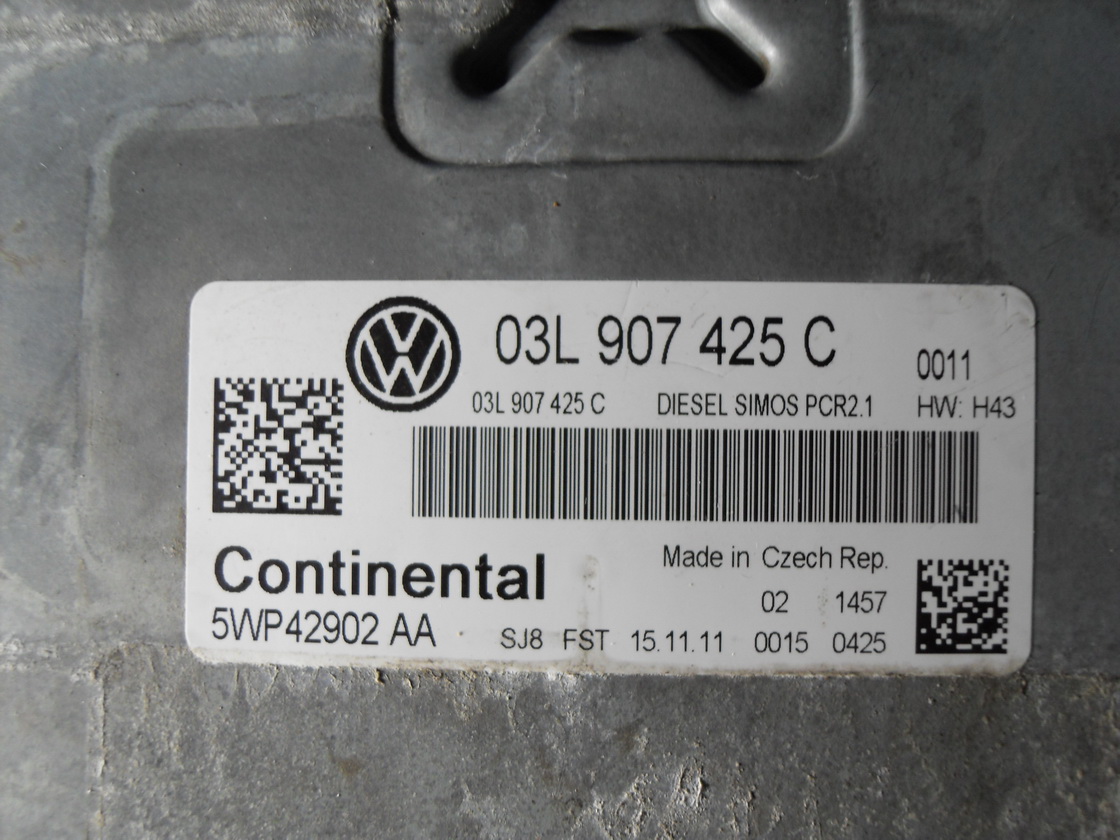 03L 907 425 C
0011
03L 907 425 C DIESEL SIMOS PCR2.1 HW: H43
Continental
Made in Czech Rep.
02 1457
5WP42902 AA
SJ8 FST 15.11.11 0015 0425